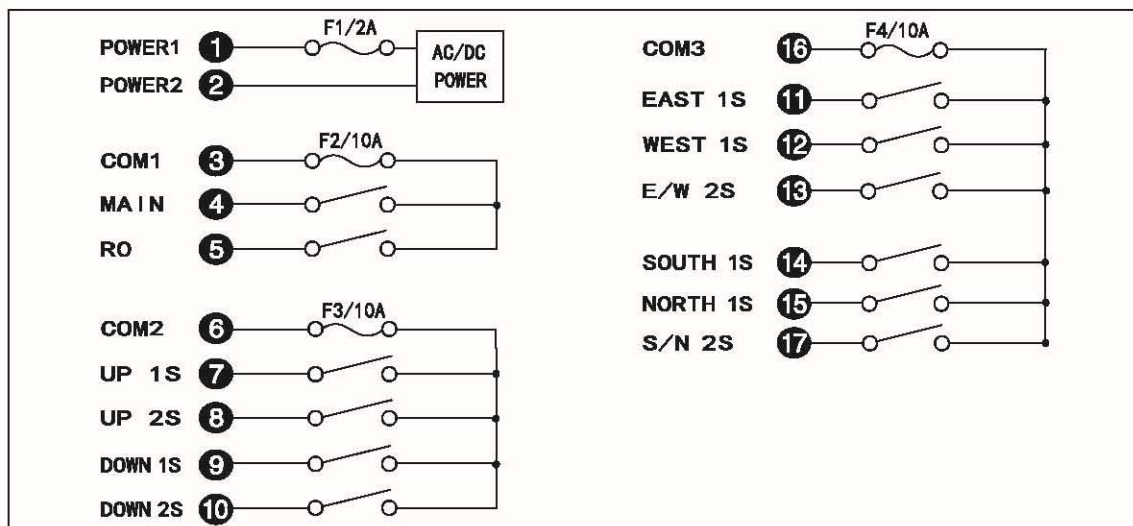 POWER1 1 F1/2A AC/DC
POWER2 2 POWER
COM1 3 F2/10A
MAIN 4
RO 5
COM2 6 F3/10A
UP 1S 7
UP 2S 8
DOWN 1S 9
DOWN 2S 10
COM3 16 F4/10A
EAST 1S 11
WEST 1S 12
E/W 2S 13
SOUTH 1S 14
NORTH 1S 15
S/N 2S 17